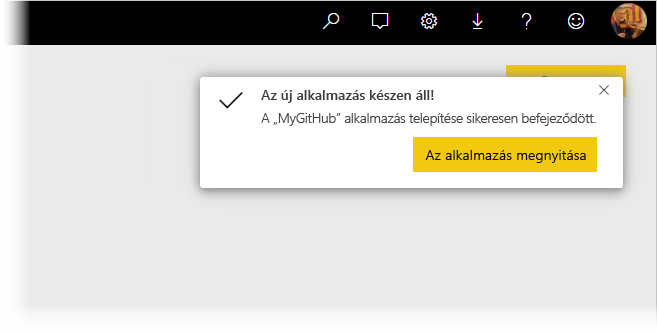 Az új alkalmazás készen áll!
A „MyGitHub” alkalmazás telepítése sikeresen befejeződött.
Az alkalmazás megnyitása